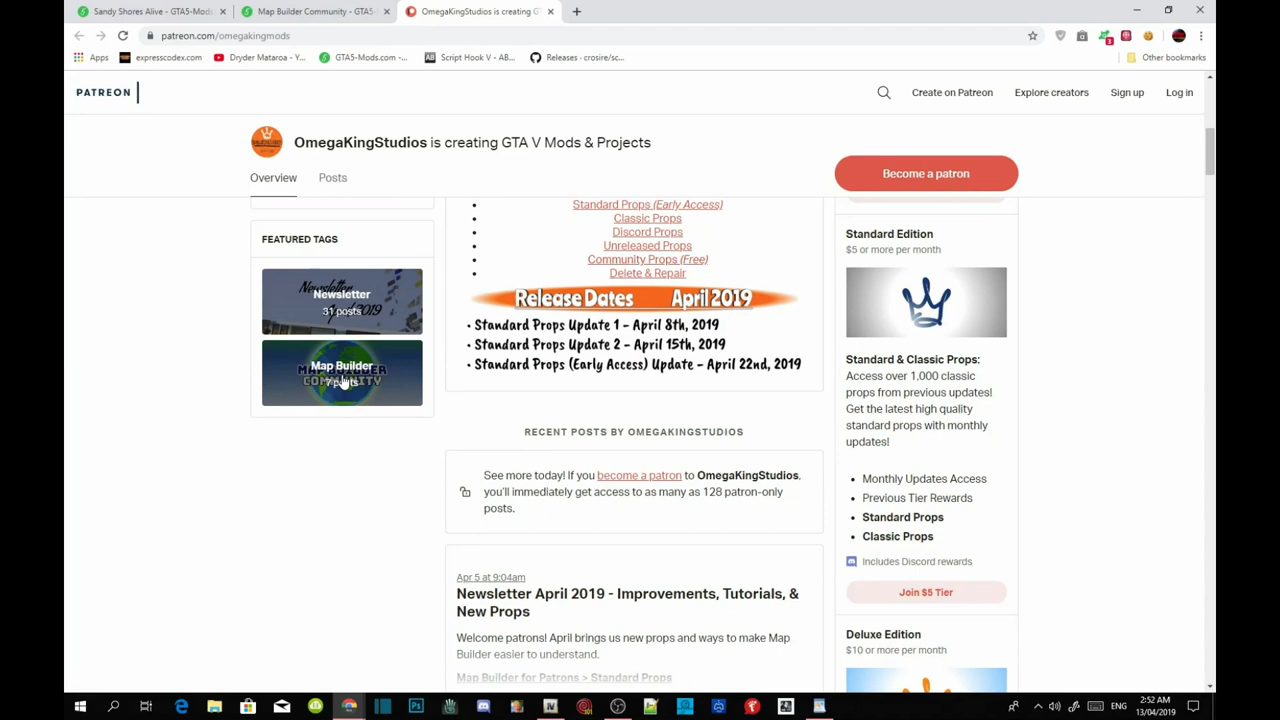 Sandy Shores Alive - GTA5-Mods
Map Builder Community - GTA5-
OmegaKingStudios is creating GT
patreon.com/omegakingmods
Apps
expresscodex.com
Dryder Mataroa - Y...
GTA5-Mods.com -...
AB
Script Hook V - AB...
Releases - crosire/sc...
Other bookmarks
PATREON
Create on Patreon
Explore creators
Sign up
Log in
OmegaKingStudios is creating GTA V Mods & Projects
Become a patron
Overview
Posts
FEATURED TAGS
Newsletter
31 posts
Map Builder
COMMUNITY
Standard Props (Early Access)
Classic Props
Discord Props
Unreleased Props
Community Props (Free)
Delete & Repair
Release Dates April 2019
• Standard Props Update 1 - April 8th, 2019
• Standard Props Update 2 - April 15th, 2019
• Standard Props (Early Access) Update - April 22nd, 2019
RECENT POSTS BY OMEGAKINGSTUDIOS
See more today! If you become a patron to OmegaKingStudios,
you'll immediately get access to as many as 128 patron-only
posts.
Apr 5 at 9:04am
Newsletter April 2019 - Improvements, Tutorials, &
New Props
Welcome patrons! April brings us new props and ways to make Map
Builder easier to understand.
Map Builder for Patrons > Standard Props
Standard Edition
$5 or more per month
Standard & Classic Props:
Access over 1,000 classic
props from previous updates!
Get the latest high quality
standard props with monthly
updates!
• Monthly Updates Access
• Previous Tier Rewards
• Standard Props
• Classic Props
Includes Discord rewards
Join $5 Tier
Deluxe Edition
$10 or more per month
ENG
2:52 AM
13/04/2019